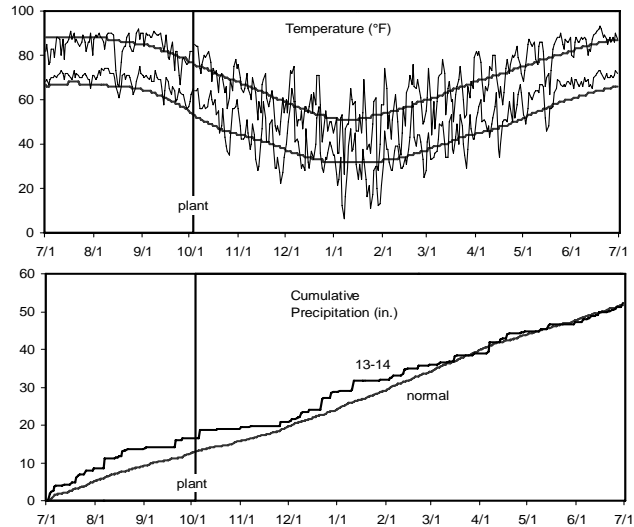 100
Temperature (°F)
80
60
40
20
plant
0
7/1 8/1 9/1 10/1 11/1 12/1 1/1 2/1 3/1 4/1 5/1 6/1 7/1
60
Cumulative
Precipitation (in.)
50
40
13-14
30
normal
20
10
plant
0
7/1 8/1 9/1 10/1 11/1 12/1 1/1 2/1 3/1 4/1 5/1 6/1 7/1